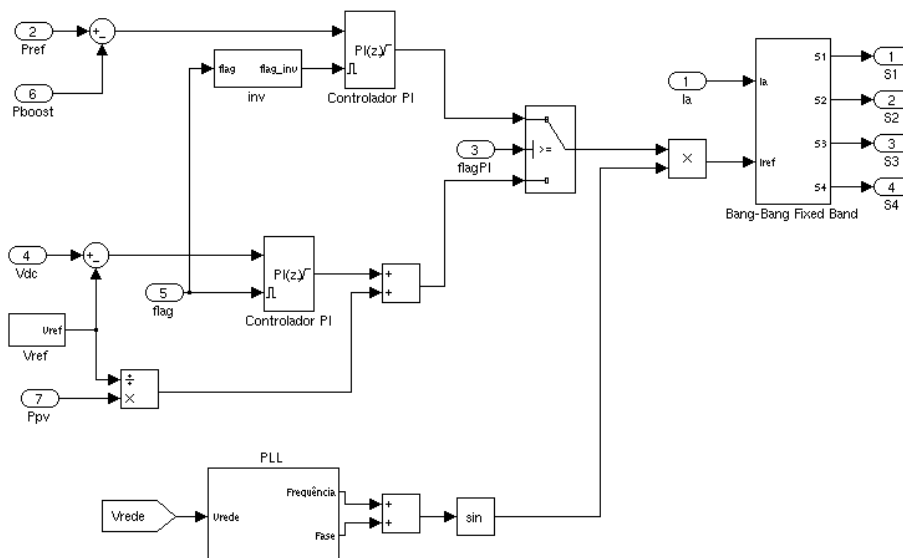 2
Pref
+
-
6
Pboost
flag
flag_inv
inv
PI(z)
Controlador PI
3
flagPI
>=
×
1
Ia
Ia
Iref
S1
S2
S3
S4
Bang-Bang Fixed Band
1
S1
2
S2
3
S3
4
S4
4
Vdc
+
-
5
flag
PI(z)
Controlador PI
+
+
Vref
Vref
7
Ppv
÷
×
PLL
Vrede
Vrede
Frequência
Fase
+
+
sin